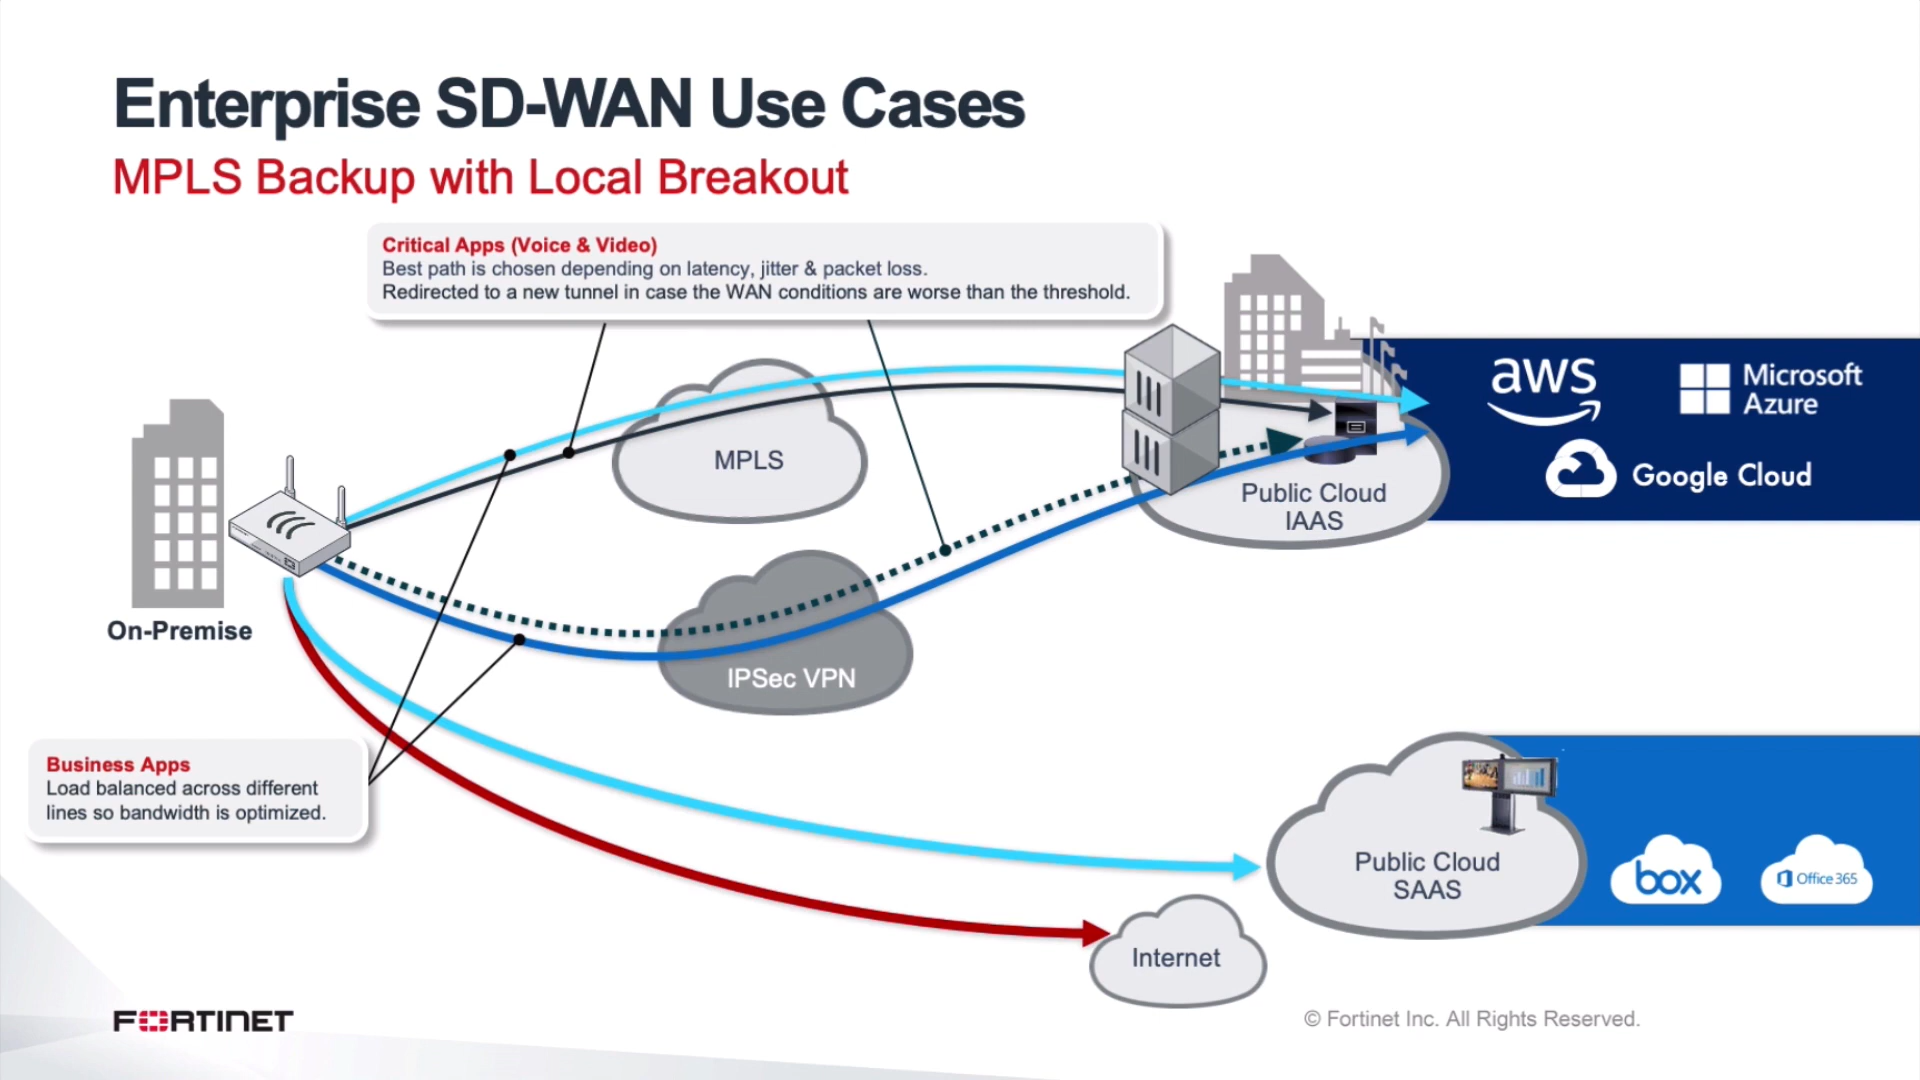 Enterprise SD-WAN Use Cases
MPLS Backup with Local Breakout
Critical Apps (Voice & Video)
Best path is chosen depending on latency, jitter & packet loss.
Redirected to a new tunnel in case the WAN conditions are worse than the threshold.
aws
Microsoft
Azure
Google Cloud
MPLS
Public Cloud
IAAS
On-Premise
IPSec VPN
Business Apps
Load balanced across different
lines so bandwidth is optimized.
Public Cloud
SAAS
box
Office 365
Internet
FORTINET
© Fortinet Inc. All Rights Reserved.